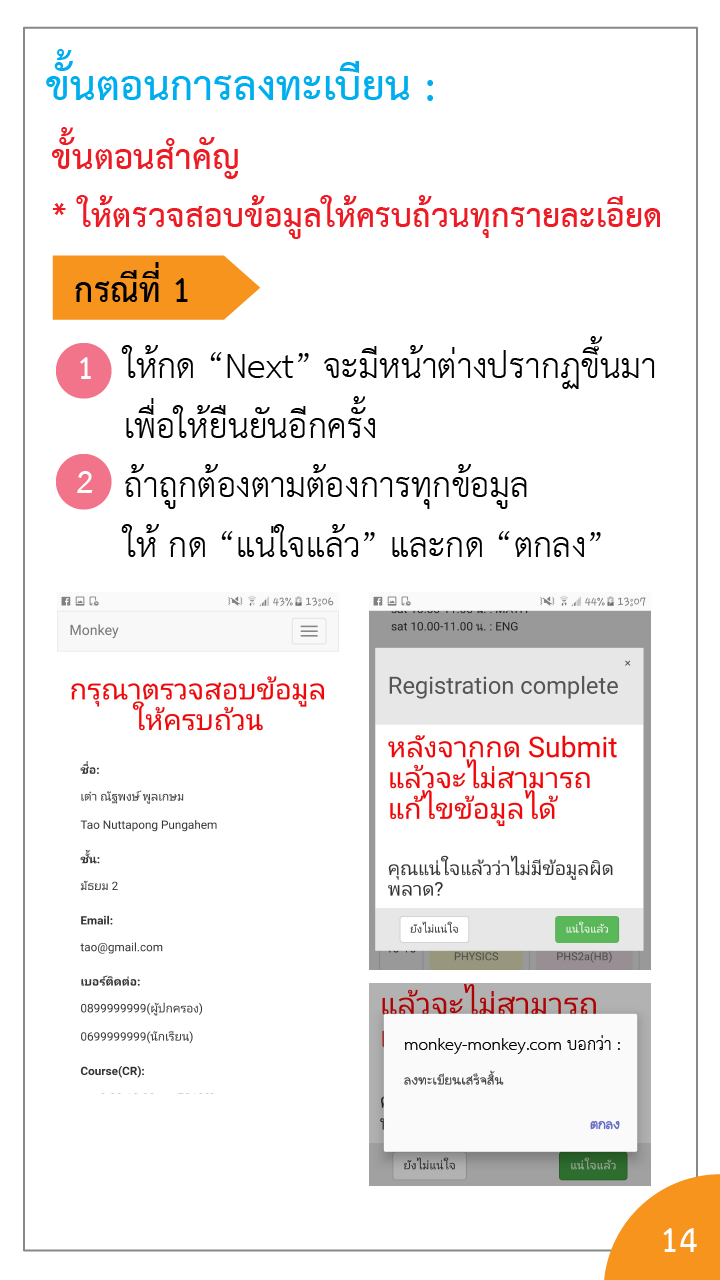 ขั้นตอนการลงทะเบียน :
ขั้นตอนสำคัญ
* ให้ตรวจสอบข้อมูลให้ครบถ้วนทุกรายละเอียด
กรณีที่ 1
1 ให้กด “Next” จะมีหน้าต่างปรากฏขึ้นมา
เพื่อให้ยืนยันอีกครั้ง
2 ถ้าถูกต้องตามต้องการทุกข้อมูล
ให้ กด “แน่ใจแล้ว” และกด “ตกลง”
43% 13:06
Monkey
กรุณาตรวจสอบข้อมูล
ให้ครบถ้วน
ชื่อ:
เต๋า ณัฐพงษ์ พูลเกษม
Tao Nuttapong Pungahem
ชั้น:
มัธยม 2
Email:
tao@gmail.com
เบอร์ติดต่อ:
0899999999(ผู้ปกครอง)
0699999999(นักเรียน)
Course(CR):
44% 13:07
sat 10.00-11.00 น. : ENG
×
Registration complete
หลังจากกด Submit
แล้วจะไม่สามารถ
แก้ไขข้อมูลได้
คุณแน่ใจแล้วว่าไม่มีข้อมูลผิด
พลาด?
ยังไม่แน่ใจ แน่ใจแล้ว
PHYSICS PHS2a(HB)
แล้วจะไม่สามารถ
monkey-monkey.com บอกว่า :
ลงทะเบียนเสร็จสิ้น
ตกลง
ยังไม่แน่ใจ แน่ใจแล้ว
14